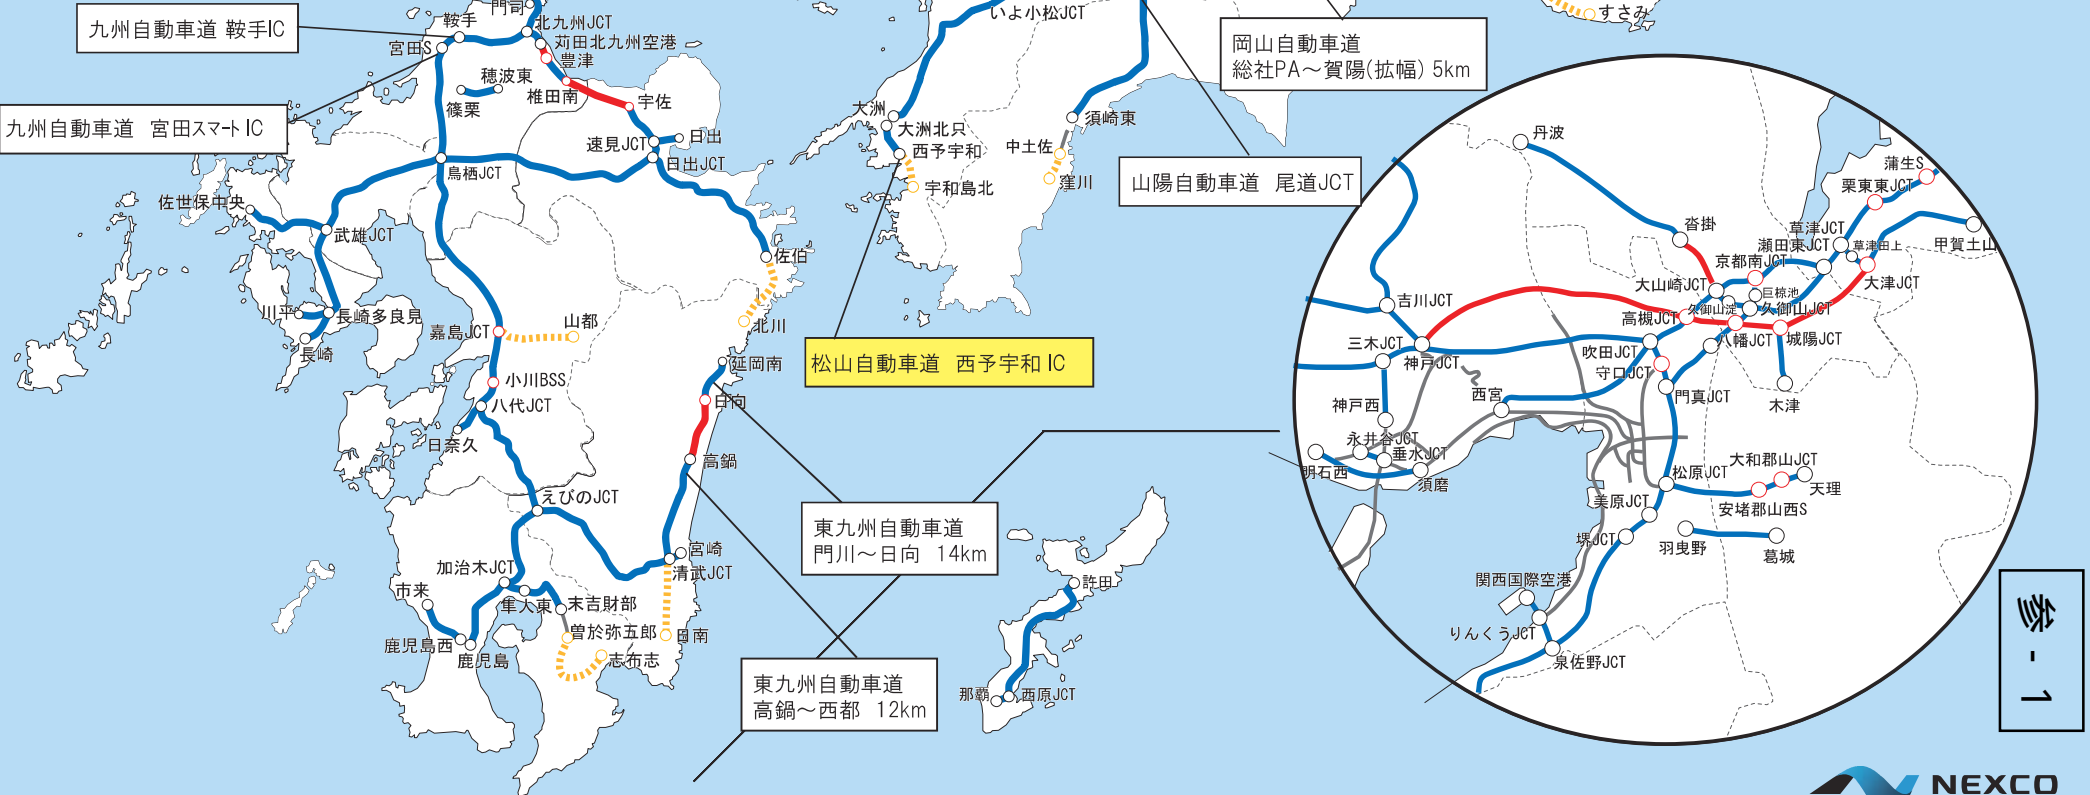 九州自動車道 鞍手IC
九州自動車道 宮田スマートIC
鞍手
門司
北九州JCT
宮田S
苅田北九州空港
豊津
穂波東
篠栗
椎田南
宇佐
速見JCT
日出
日出JCT
鳥栖JCT
佐世保中央
武雄JCT
佐伯
川平
長崎多良見
長崎
嘉島JCT
山都
北川
延岡南
小川BSS
八代JCT
日奈久
日向
高鍋
えびのJCT
宮崎
清武JCT
加治木JCT
市来
隼人東
末吉財部
曽於弥五郎
日南
鹿児島西
鹿児島
志布志
いよ小松JCT
大洲
大洲北只
西予宇和
宇和島北
須崎東
中土佐
窪川
すさみ
岡山自動車道
総社PA～賀陽(拡幅) 5km
山陽自動車道 尾道JCT
松山自動車道 西予宇和IC
東九州自動車道
門川～日向 14km
東九州自動車道
高鍋～西都 12km
許田
那覇
西原JCT
丹波
蒲生S
栗東東JCT
沓掛
草津JCT
瀬田東JCT
草津田上
甲賀土山
京都南JCT
大山崎JCT
大津JCT
吉川JCT
巨椋池
久御山淀
久御山JCT
高槻JCT
三木JCT
神戸JCT
吹田JCT
八幡JCT
城陽JCT
守口JCT
門真JCT
木津
神戸西
西宮
永井谷JCT
垂水JCT
明石西
須磨
松原JCT
大和郡山JCT
天理
美原JCT
安堵郡山西S
堺JCT
羽曳野
葛城
関西国際空港
りんくうJCT
泉佐野JCT
参-1
NEXCO